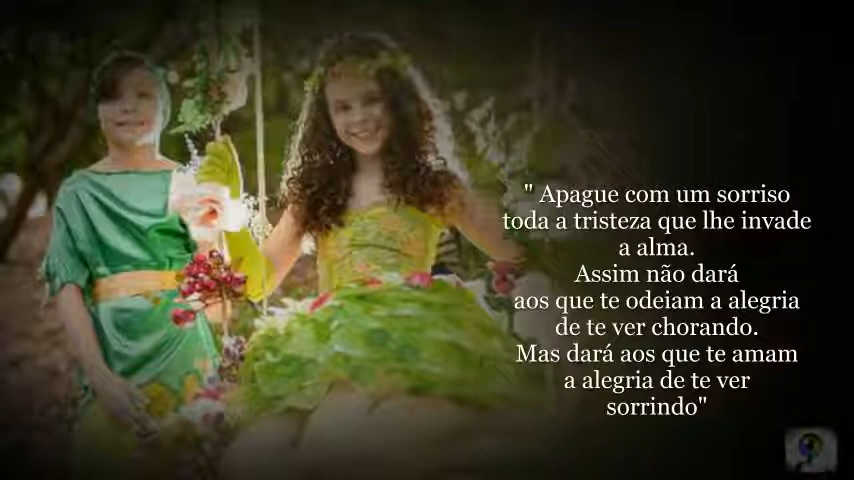 " Apague com um sorriso
toda a tristeza que lhe invade
a alma.
Assim não dará
aos que te odeiam a alegria
de te ver chorando.
Mas dará aos que te amam
a alegria de te ver
sorrindo"